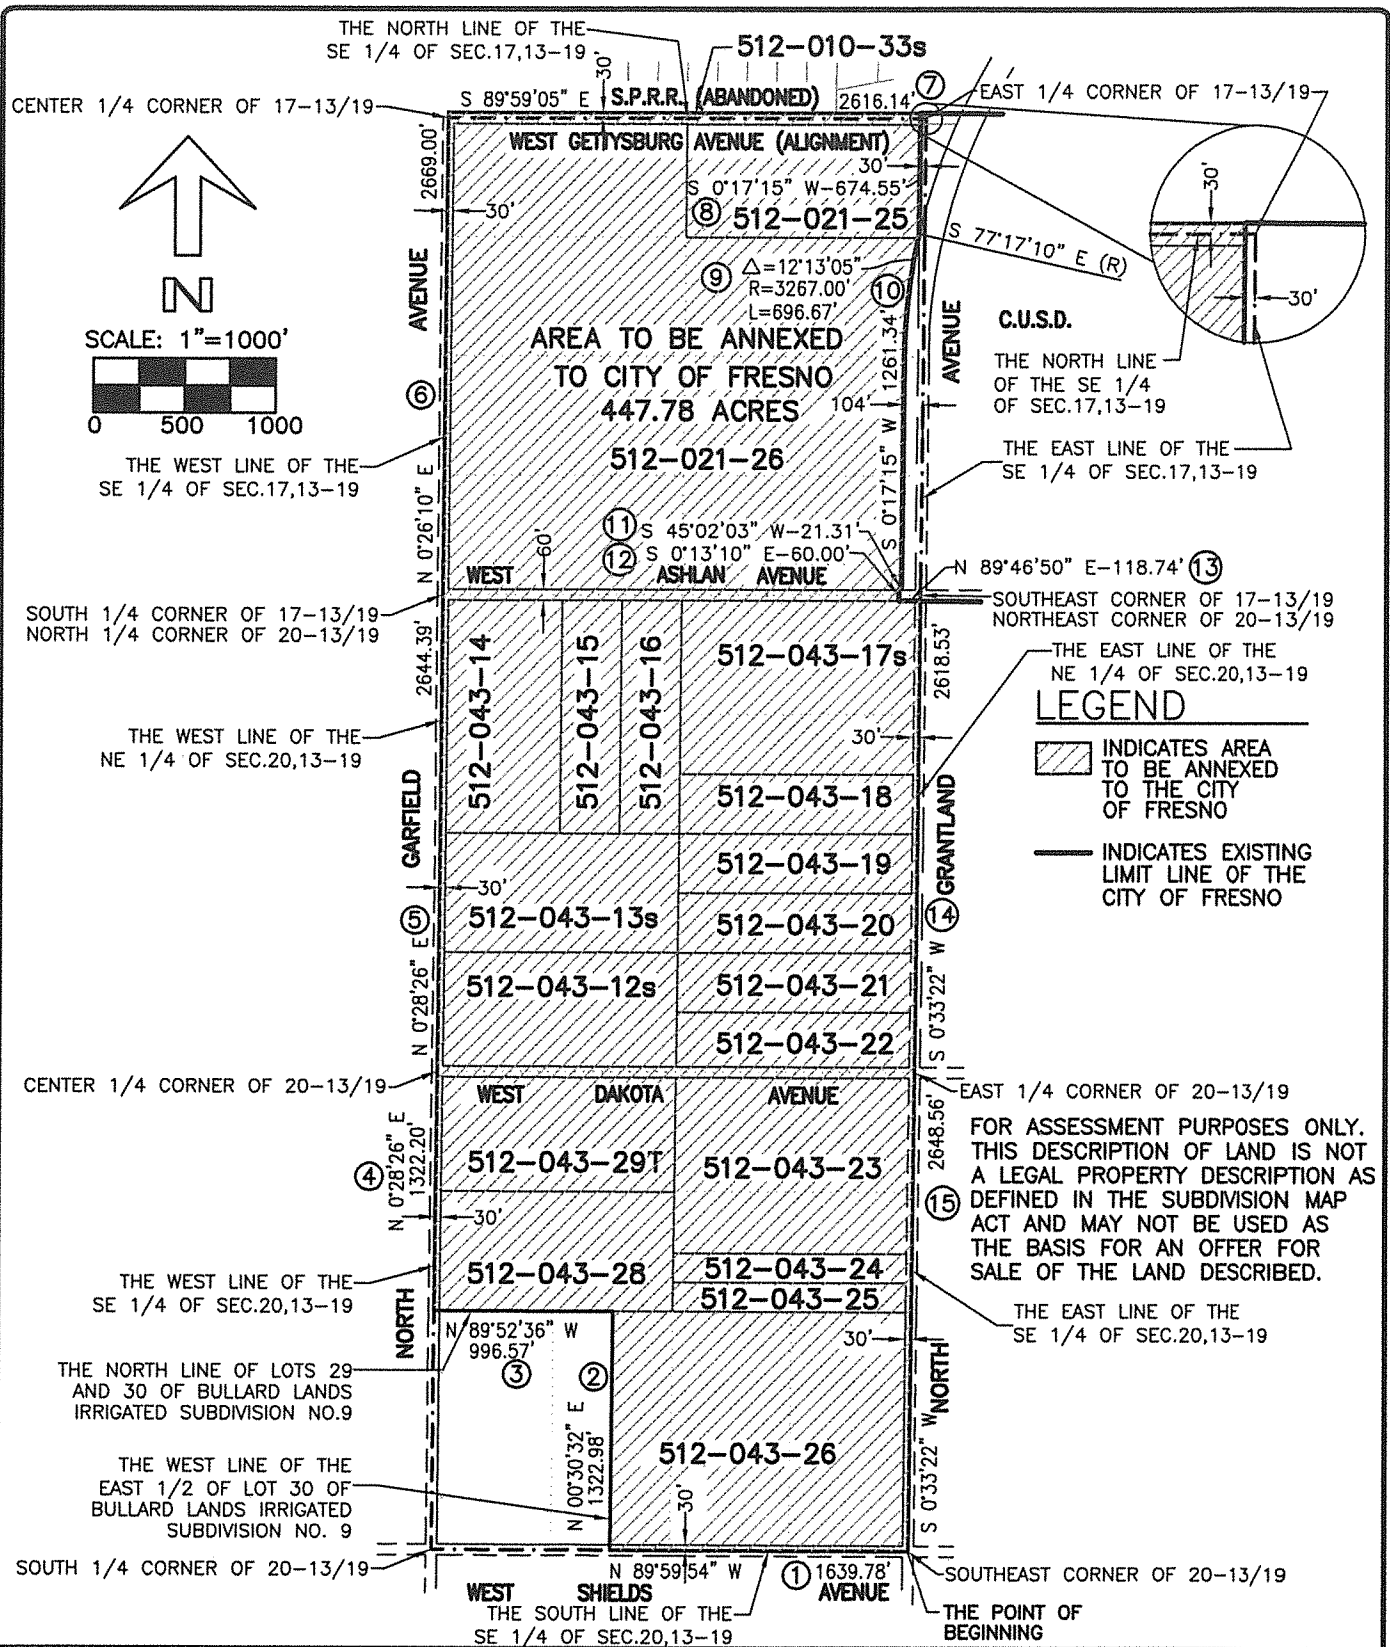 THE NORTH LINE OF THE
SE 1/4 OF SEC.17,13-19
30'
512-010-33s
S 89°59'05" E
S.P.R.R. (ABANDONED)
2616.14'
7
EAST 1/4 CORNER OF 17-13/19
CENTER 1/4 CORNER OF 17-13/19
WEST GETTYSBURG AVENUE (ALIGNMENT)
30'
2669.00'
30'
S 0°17'15" W-674.55'
8
512-021-25
S 77°17'10" E (R)
30'
30'
N
SCALE: 1"=1000'
0 500 1000
AVENUE
9
△=12°13'05"
R=3267.00'
L=696.67'
10
1261.34'
S 0°17'15" W
104'
AVENUE
C.U.S.D.
THE NORTH LINE
OF THE SE 1/4
OF SEC.17,13-19
AREA TO BE ANNEXED
TO CITY OF FRESNO
447.78 ACRES
512-021-26
6
THE EAST LINE OF THE
SE 1/4 OF SEC.17,13-19
THE WEST LINE OF THE
SE 1/4 OF SEC.17,13-19
N 0°26'10" E
11
S 45°02'03" W-21.31'
12
S 0°13'10" E-60.00'
60'
WEST ASHLAN AVENUE
N 89°46'50" E-118.74'
13
SOUTH 1/4 CORNER OF 17-13/19
NORTH 1/4 CORNER OF 20-13/19
SOUTHEAST CORNER OF 17-13/19
NORTHEAST CORNER OF 20-13/19
2644.39'
512-043-14
512-043-15
512-043-16
512-043-17s
2618.53'
THE EAST LINE OF THE
NE 1/4 OF SEC.20,13-19
LEGEND
INDICATES AREA
TO BE ANNEXED
TO THE CITY
OF FRESNO
INDICATES EXISTING
LIMIT LINE OF THE
CITY OF FRESNO
THE WEST LINE OF THE
NE 1/4 OF SEC.20,13-19
30'
512-043-18
GARFIELD
512-043-19
GRANTLAND
30'
5
512-043-13s
512-043-20
14
N 0°28'26" E
512-043-12s
512-043-21
S 0°33'22" W
512-043-22
CENTER 1/4 CORNER OF 20-13/19
EAST 1/4 CORNER OF 20-13/19
WEST DAKOTA AVENUE
4
N 0°28'26" E
1322.20'
512-043-29T
512-043-23
2648.56'
15
FOR ASSESSMENT PURPOSES ONLY.
THIS DESCRIPTION OF LAND IS NOT
A LEGAL PROPERTY DESCRIPTION AS
DEFINED IN THE SUBDIVISION MAP
ACT AND MAY NOT BE USED AS
THE BASIS FOR AN OFFER FOR
SALE OF THE LAND DESCRIBED.
30'
512-043-28
512-043-24
512-043-25
THE WEST LINE OF THE
SE 1/4 OF SEC.20,13-19
THE EAST LINE OF THE
SE 1/4 OF SEC.20,13-19
NORTH
N 89°52'36" W
996.57'
3
2
30'
NORTH
THE NORTH LINE OF LOTS 29
AND 30 OF BULLARD LANDS
IRRIGATED SUBDIVISION NO.9
N 00°30'32" E
1322.98'
512-043-26
S 0°33'22" W
THE WEST LINE OF THE
EAST 1/2 OF LOT 30 OF
BULLARD LANDS IRRIGATED
SUBDIVISION NO. 9
30'
SOUTH 1/4 CORNER OF 20-13/19
N 89°59'54" W
1
1639.78'
SOUTHEAST CORNER OF 20-13/19
WEST SHIELDS AVENUE
THE SOUTH LINE OF THE
SE 1/4 OF SEC.20,13-19
THE POINT OF
BEGINNING